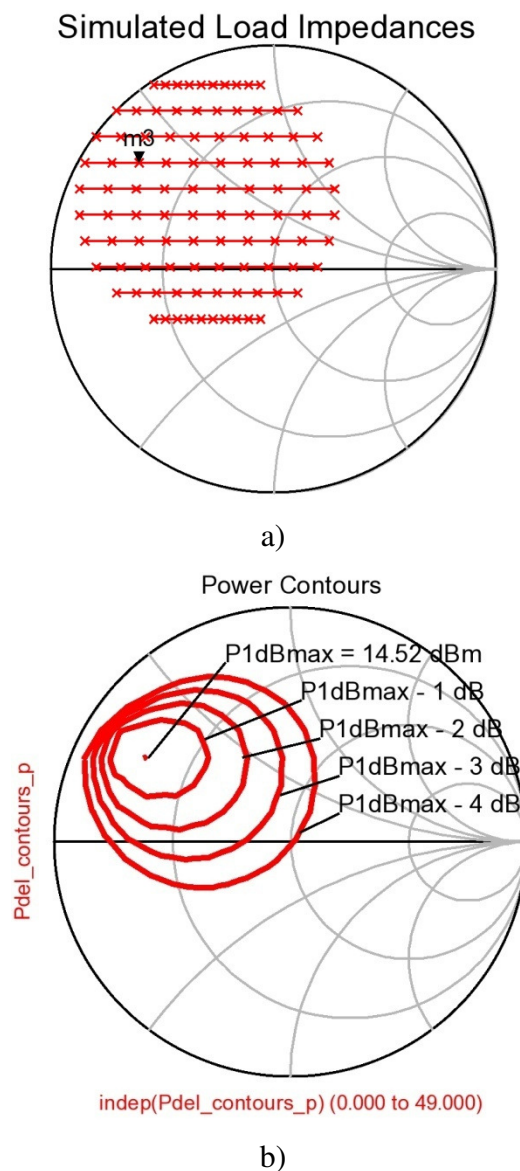 Simulated Load Impedances
m3
a)
Power Contours
P1dBmax = 14.52 dBm
P1dBmax - 1 dB
P1dBmax - 2 dB
P1dBmax - 3 dB
P1dBmax - 4 dB
Pdel_contours_p
indep(Pdel_contours_p) (0.000 to 49.000)
b)